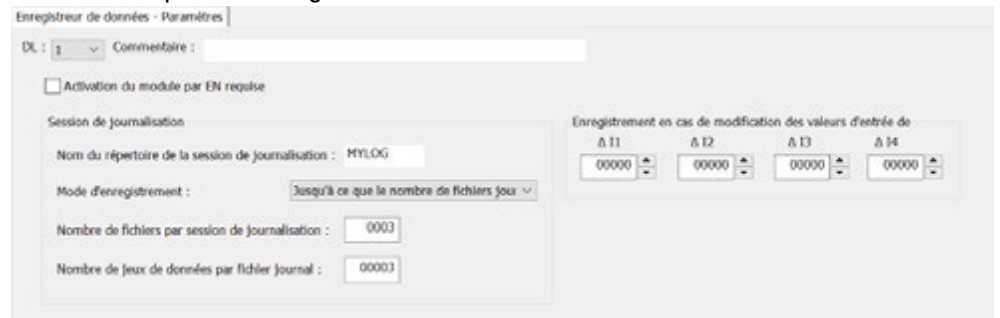 Enregistreur de données - Paramètres
DL : 1 Commentaire :
Activation du module par EN requise
Session de journalisation
Nom du répertoire de la session de journalisation : MYLOG
Mode d'enregistrement : Jusqu'à ce que le nombre de fichiers jour
Nombre de fichiers par session de journalisation : 0003
Nombre de jeux de données par fichier journal : 00003
Enregistrement en cas de modification des valeurs d'entrée de
Δ I1 Δ I2 Δ I3 Δ I4
00000 00000 00000 00000